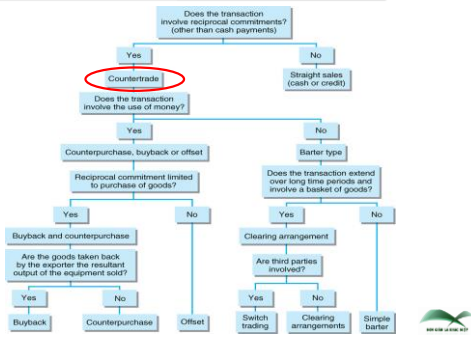 Does the transaction
involve reciprocal commitments?
(other than cash payments)
Yes
No
Countertrade
Straight sales
(cash or credit)
Does the transaction
involve the use of money?
Yes
No
Counterpurchase, buyback or offset
Barter type
Reciprocal commitment limited
to purchase of goods?
Does the transaction extend
over long time periods and
involve a basket of goods?
Yes
No
Yes
No
Buyback and counterpurchase
Clearing arrangement
Are the goods taken back
by the exporter the resultant
output of the equipment sold?
Are third parties
involved?
Yes
No
Yes
No
Buyback
Counterpurchase
Offset
Switch
trading
Clearing
arrangements
Simple
barter